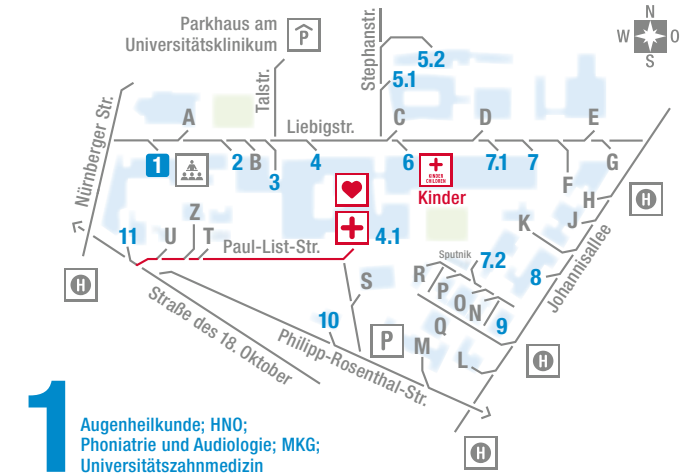 Parkhaus am
Universitätsklinikum
P
Stephanstr.
5.2
5.1
N
W O
S
Talstr.
Nürnberger Str.
A
Liebigstr.
C
D
E
1
2
B
3
4
6
KINDER
CHILDREN
Kinder
7.1
7
F
G
H
H
J
K
Johannisallee
Z
11
U
T
Paul-List-Str.
4.1
Sputnik
7.2
8
H
Straße des 18. Oktober
S
R
P
O
N
9
Q
10
P
Philipp-Rosenthal-Str.
M
L
H
H
1
Augenheilkunde; HNO;
Phoniatrie und Audiologie; MKG;
Universitätszahnmedizin